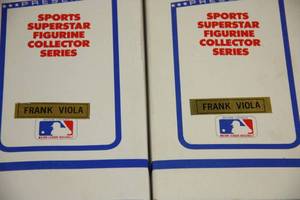 SPORTS
SUPERSTAR
FIGURINE
COLLECTOR
SERIES
FRANK VIOLA
SPORTS
SUPERSTAR
FIGURINE
COLLECTOR
SERIES
FRANK VIOLA